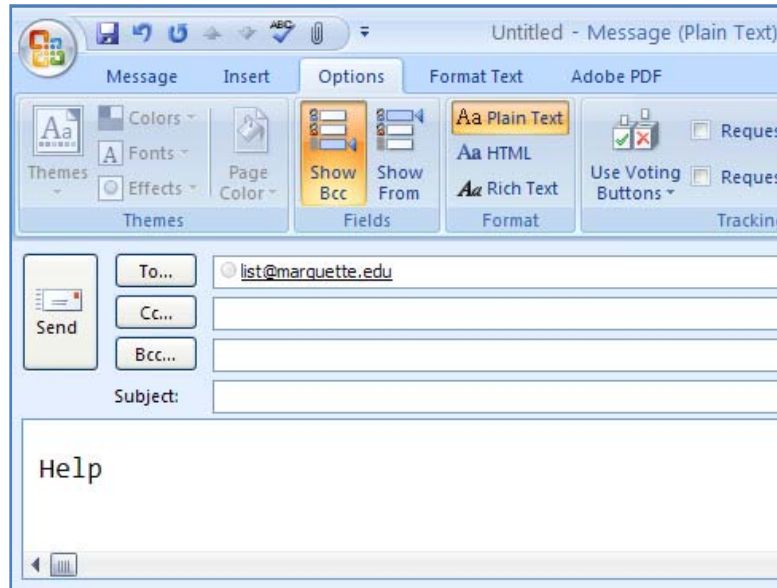 Untitled - Message (Plain Text)
Message Insert Options Format Text Adobe PDF
Aa
Themes
Colors
A Fonts
Effects
Page
Color
Themes
Show
Bcc
Show
From
Fields
Aa Plain Text
Aa HTML
Aa Rich Text
Format
Use Voting
Buttons
Reques
Reques
Trackin
Send
To...
list@marquette.edu
Cc...
Bcc...
Subject:
Help